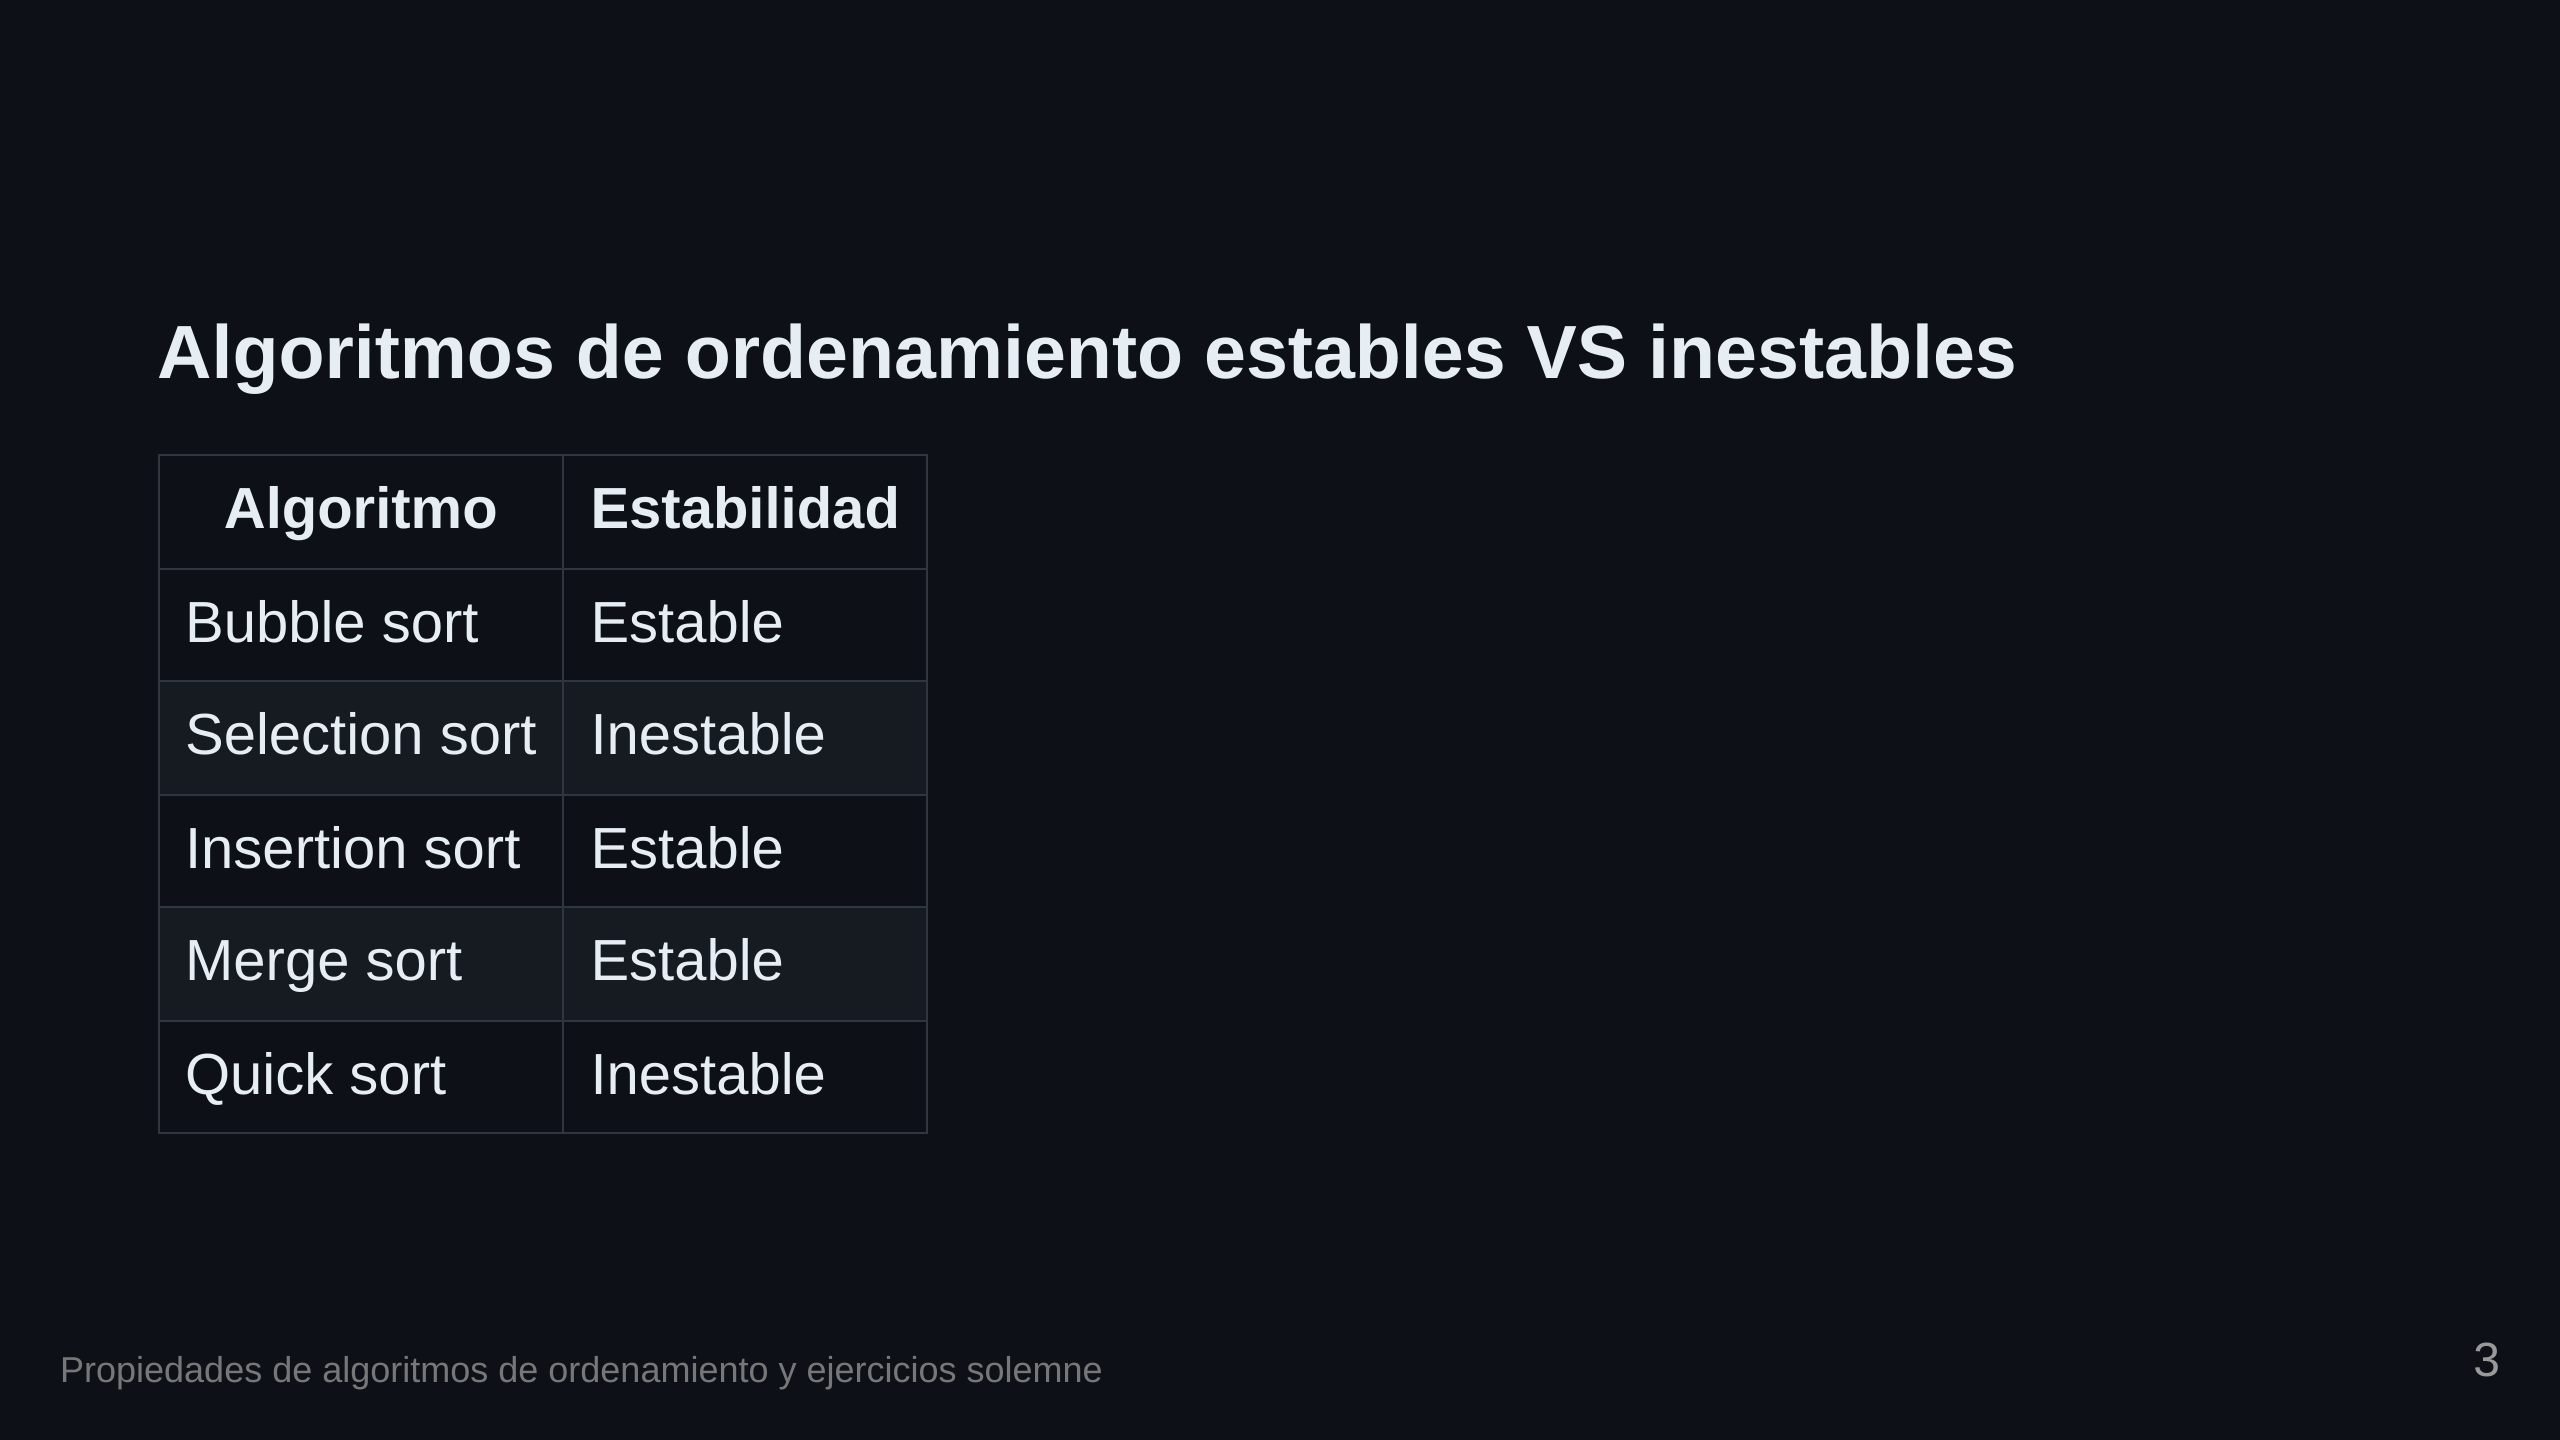 Algoritmos de ordenamiento estables VS inestables
Algoritmo Estabilidad
Bubble sort Estable
Selection sort Inestable
Insertion sort Estable
Merge sort Estable
Quick sort Inestable
Propiedades de algoritmos de ordenamiento y ejercicios solemne
3